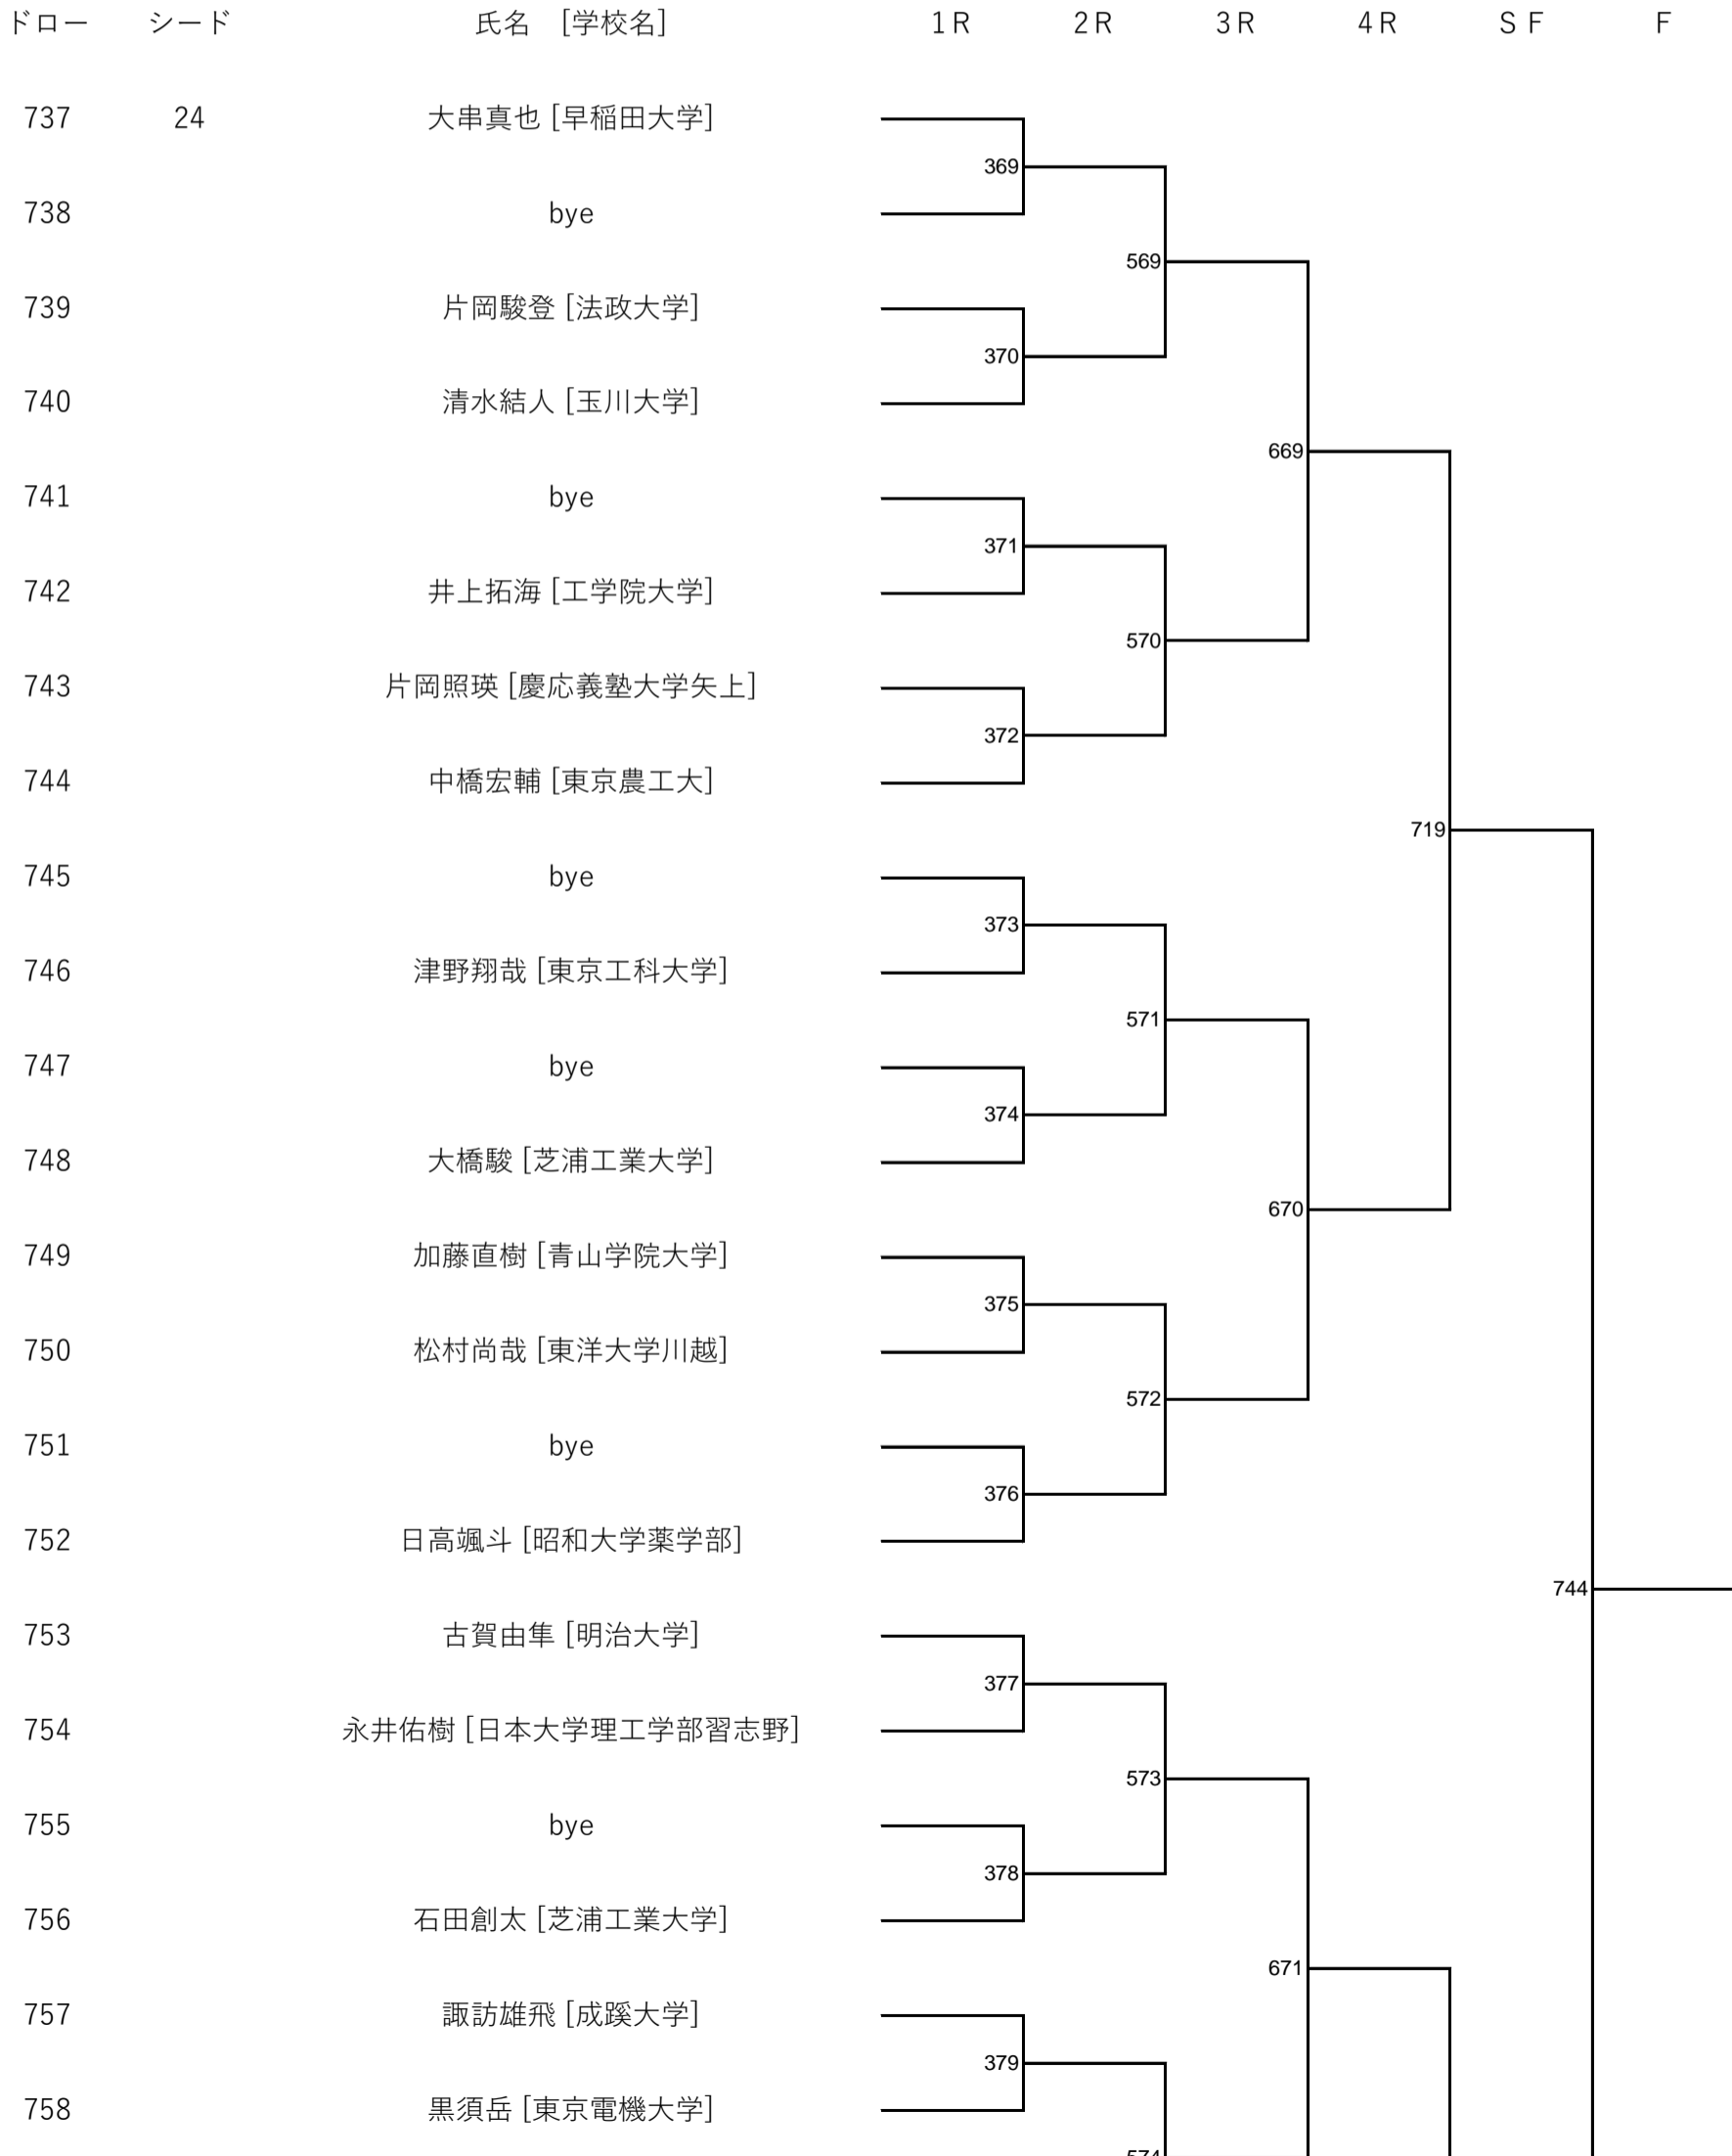 ドロー シード 氏名 [学校名] 1R 2R 3R 4R SF F
737 24 大串真也 [早稲田大学]
369
738 bye
569
739 片岡駿登 [法政大学]
370
740 清水結人 [玉川大学]
669
741 bye
371
742 井上拓海 [工学院大学]
570
743 片岡照瑛 [慶応義塾大学矢上]
372
744 中橋宏輔 [東京農工大]
719
745 bye
373
746 津野翔哉 [東京工科大学]
571
747 bye
374
748 大橋駿 [芝浦工業大学]
670
749 加藤直樹 [青山学院大学]
375
750 松村尚哉 [東洋大学川越]
572
751 bye
376
752 日高颯斗 [昭和大学薬学部]
744
753 古賀由隼 [明治大学]
377
754 永井佑樹 [日本大学理工学部習志野]
573
755 bye
378
756 石田創太 [芝浦工業大学]
671
757 諏訪雄飛 [成蹊大学]
379
758 黒須岳 [東京電機大学]
574